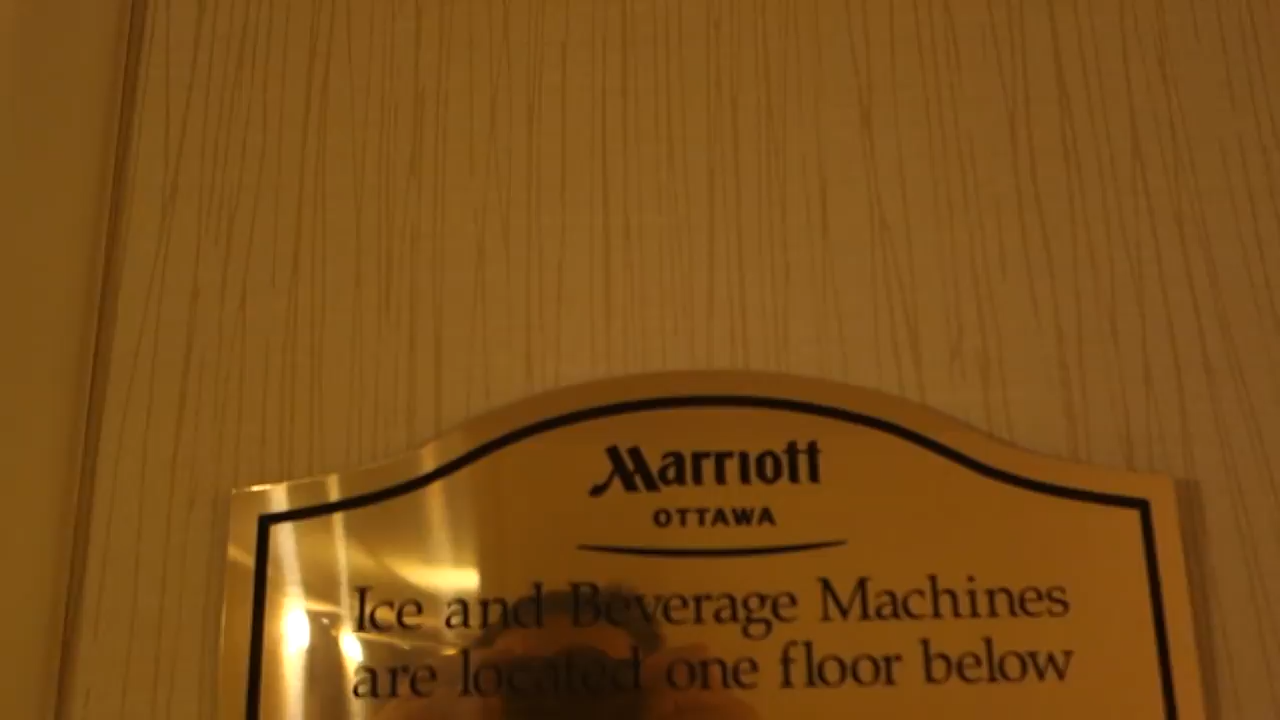 Marriott
OTTAWA
Ice and Beverage Machines
are located one floor below